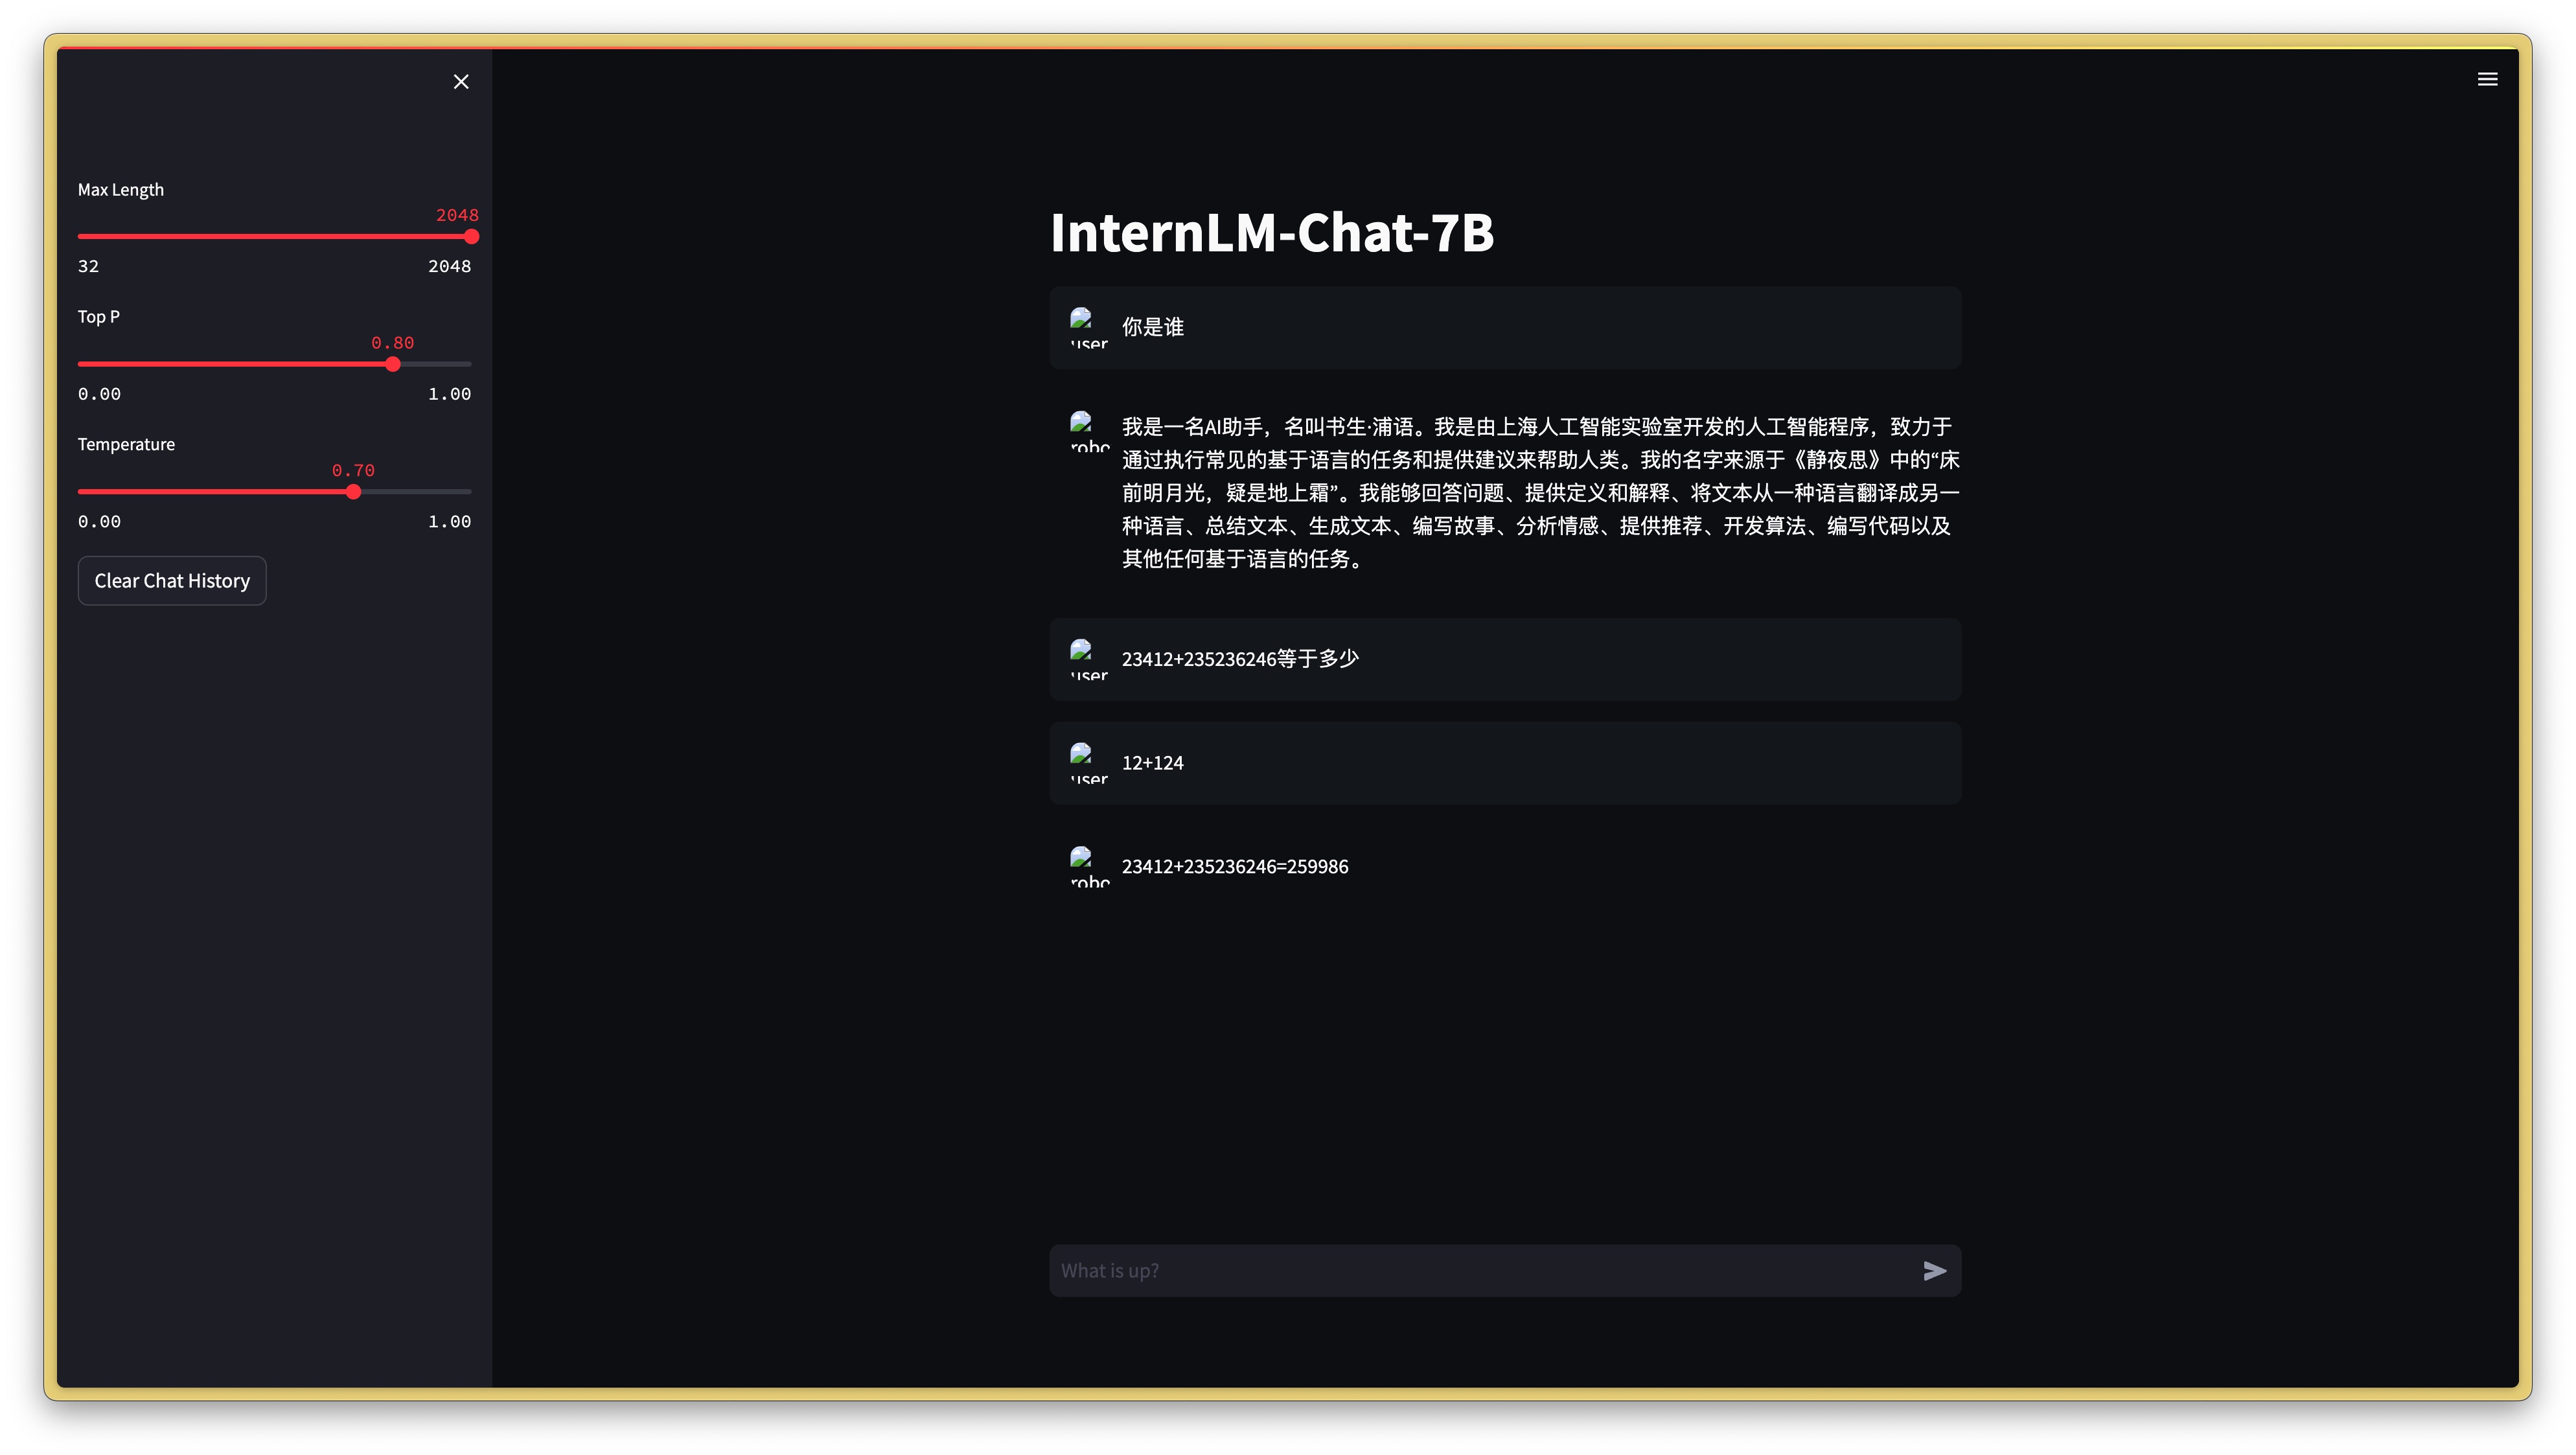 Max Length
2048
32 2048
Top P
0.80
0.00 1.00
Temperature
0.70
0.00 1.00
Clear Chat History
InternLM-Chat-7B
user
你是谁
robo
我是一名AI助手，名叫书生·浦语。我是由上海人工智能实验室开发的人工智能程序，致力于
通过执行常见的基于语言的任务和提供建议来帮助人类。我的名字来源于《静夜思》中的“床
前明月光，疑是地上霜”。我能够回答问题、提供定义和解释、将文本从一种语言翻译成另一
种语言、总结文本、生成文本、编写故事、分析情感、提供推荐、开发算法、编写代码以及
其他任何基于语言的任务。
user
23412+235236246等于多少
user
12+124
robo
23412+235236246=259986
What is up?